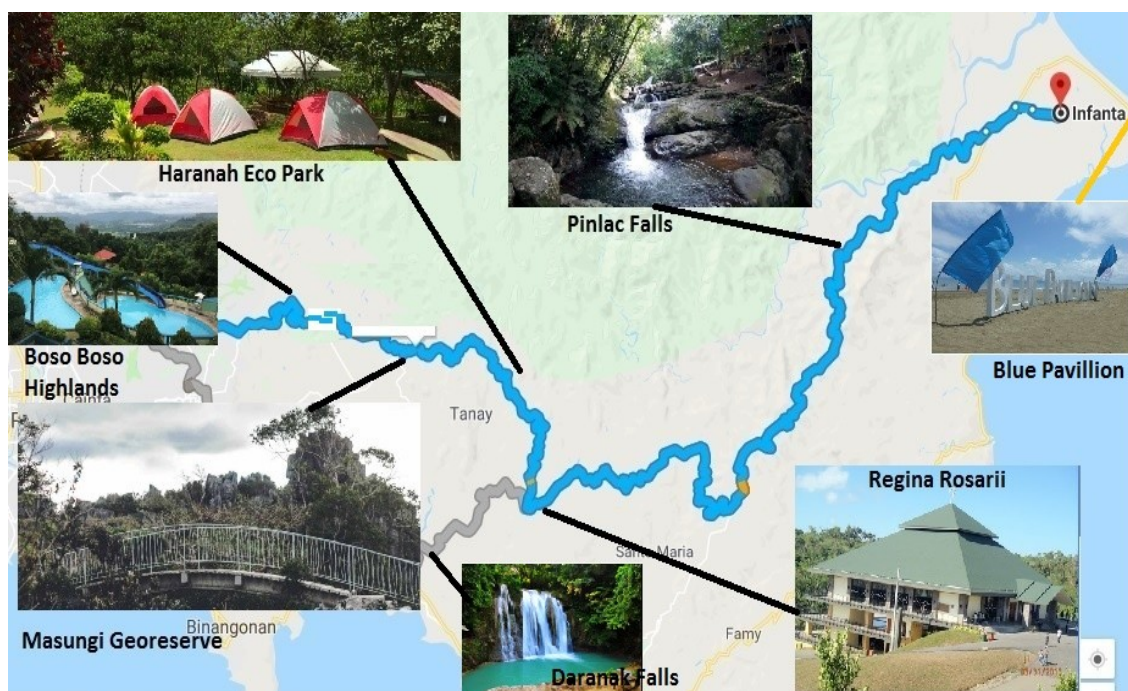 Haranah Eco Park
Pinlac Falls
Infanta
Boso Boso
Highlands
Blue Pavillion
Cainta
Tanay
Regina Rosarii
Santa Maria
Masungi Georeserve
Binangonan
Daranak Falls
Famy